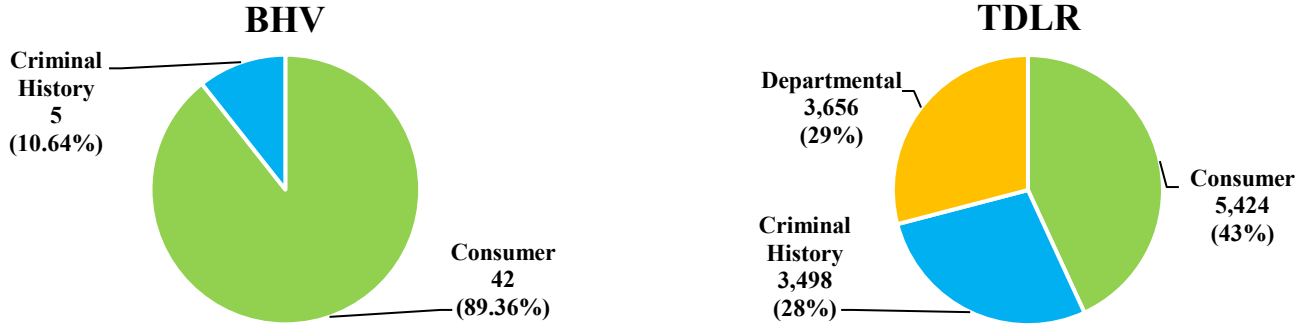 BHV
Criminal
History
5
(10.64%)
Consumer
42
(89.36%)
TDLR
Departmental
3,656
(29%)
Consumer
5,424
(43%)
Criminal
History
3,498
(28%)